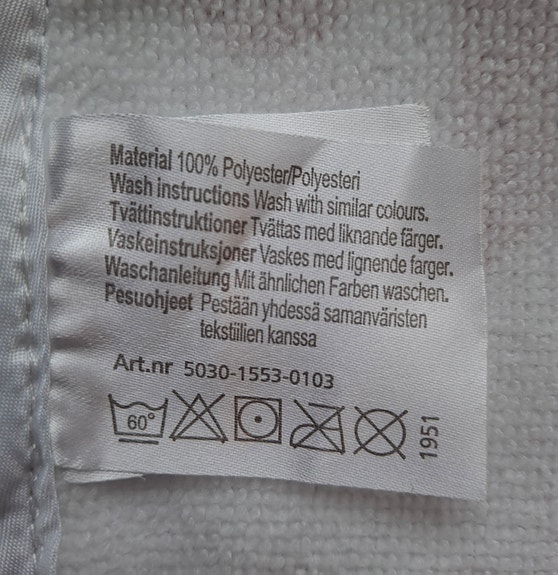 Material 100% Polyester/Polyesteri
Wash instructions Wash with similar colours.
Tvättinstruktioner Tvättas med liknande färger.
Vaskeinstruksjoner Vaskes med lignende farger.
Waschanleitung Mit ähnlichen Farben waschen.
Pesuohjeet Pestään yhdessä samanväristen
tekstiilien kanssa
Art.nr 5030-1553-0103
60°
1951